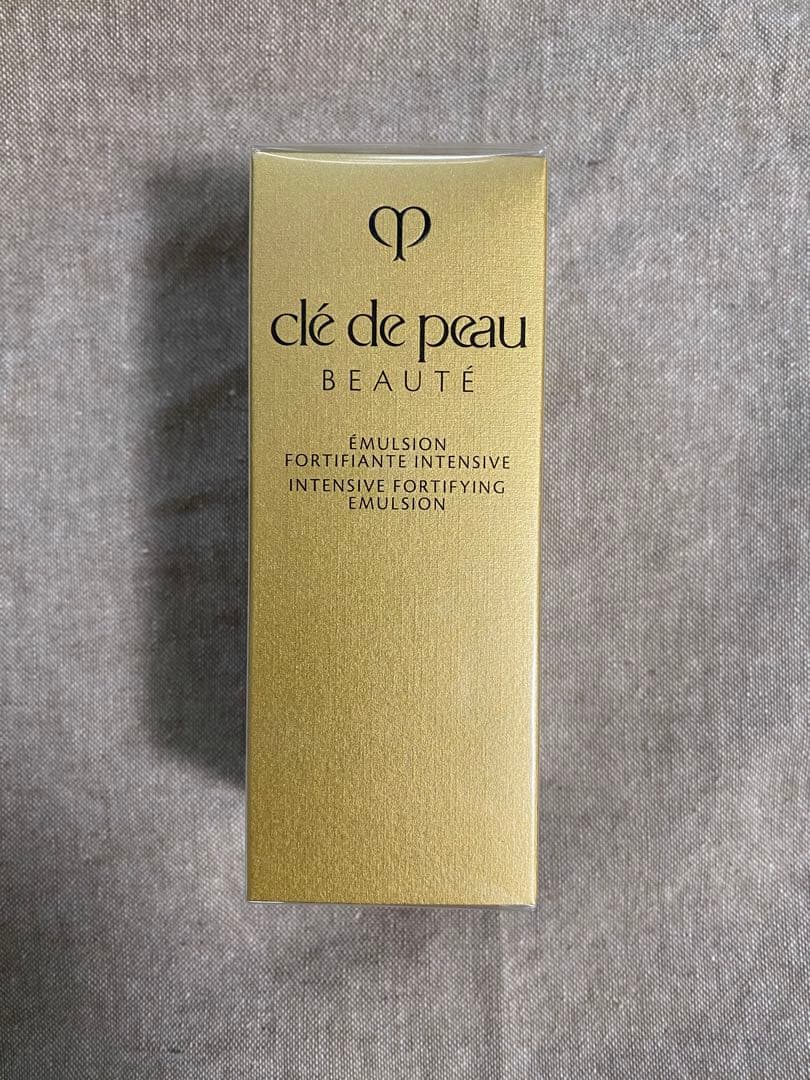 clé de peau
BEAUTÉ
ÉMULSION
FORTIFIANTE INTENSIVE
INTENSIVE FORTIFYING
EMULSION